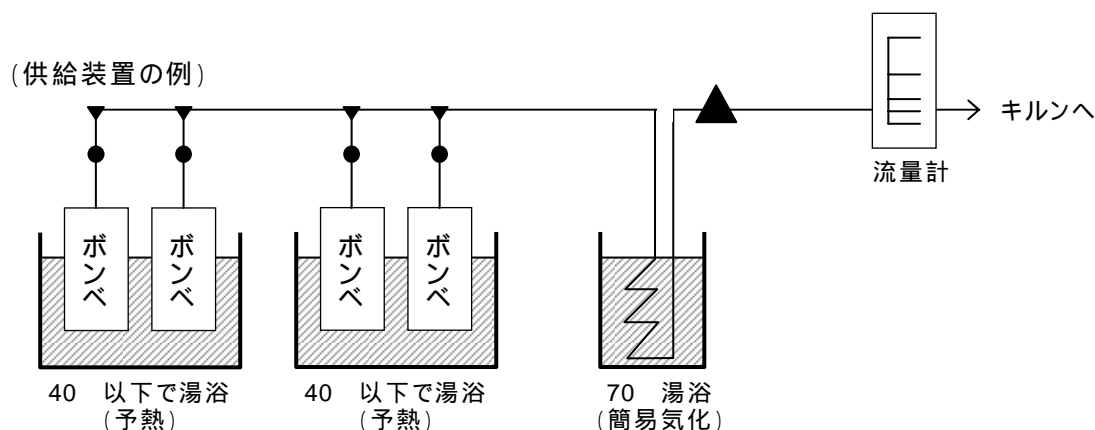 (供給装置の例)
キルンへ
流量計
ボンベ
ボンベ
ボンベ
ボンベ
40 以下で湯浴
(予熱)
40 以下で湯浴
(予熱)
70 湯浴
(簡易気化)